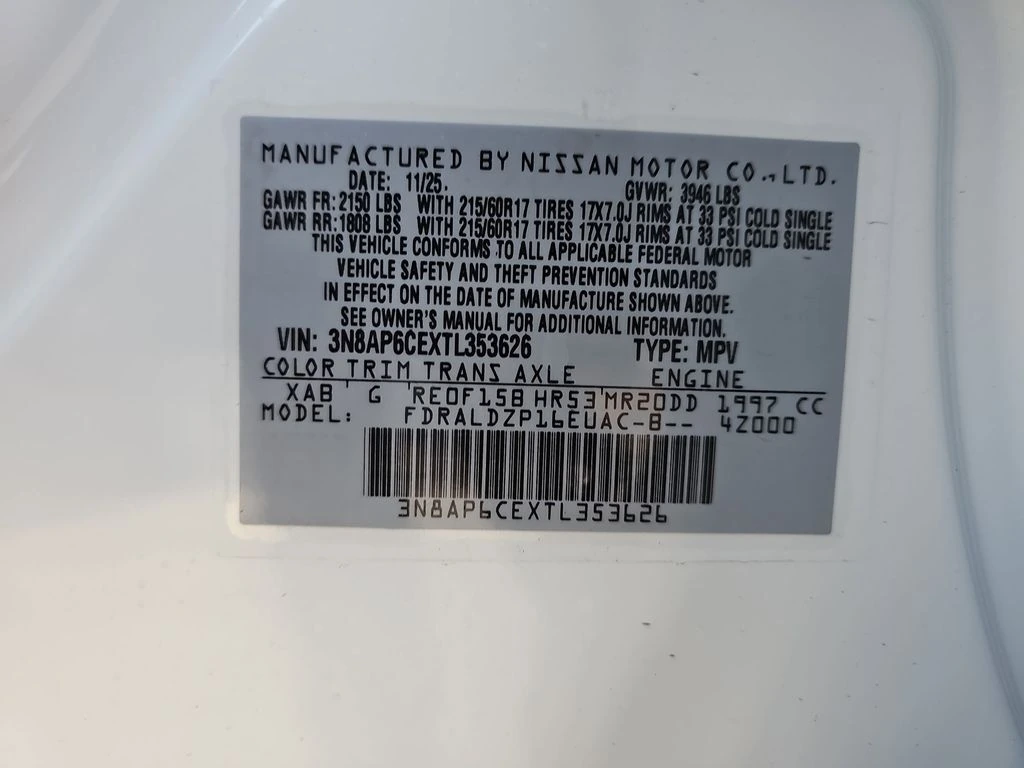 MANUFACTURED BY NISSAN MOTOR CO.,LTD.
DATE: 11/25. GVWR: 3946 LBS
GAWR FR: 2150 LBS WITH 215/60R17 TIRES 17X7.0J RIMS AT 33 PSI COLD SINGLE
GAWR RR: 1808 LBS WITH 215/60R17 TIRES 17X7.0J RIMS AT 33 PSI COLD SINGLE
THIS VEHICLE CONFORMS TO ALL APPLICABLE FEDERAL MOTOR
VEHICLE SAFETY AND THEFT PREVENTION STANDARDS
IN EFFECT ON THE DATE OF MANUFACTURE SHOWN ABOVE.
SEE OWNER'S MANUAL FOR ADDITIONAL INFORMATION.
VIN: 3N8AP6CEXTL353626 TYPE: MPV
COLOR TRIM TRANS AXLE ENGINE
XAB G RE0F15B HR53 MR20DD 1997 CC
MODEL: FDRALDZP16EUAC-B-- 4Z000
3N8AP6CEXTL353626